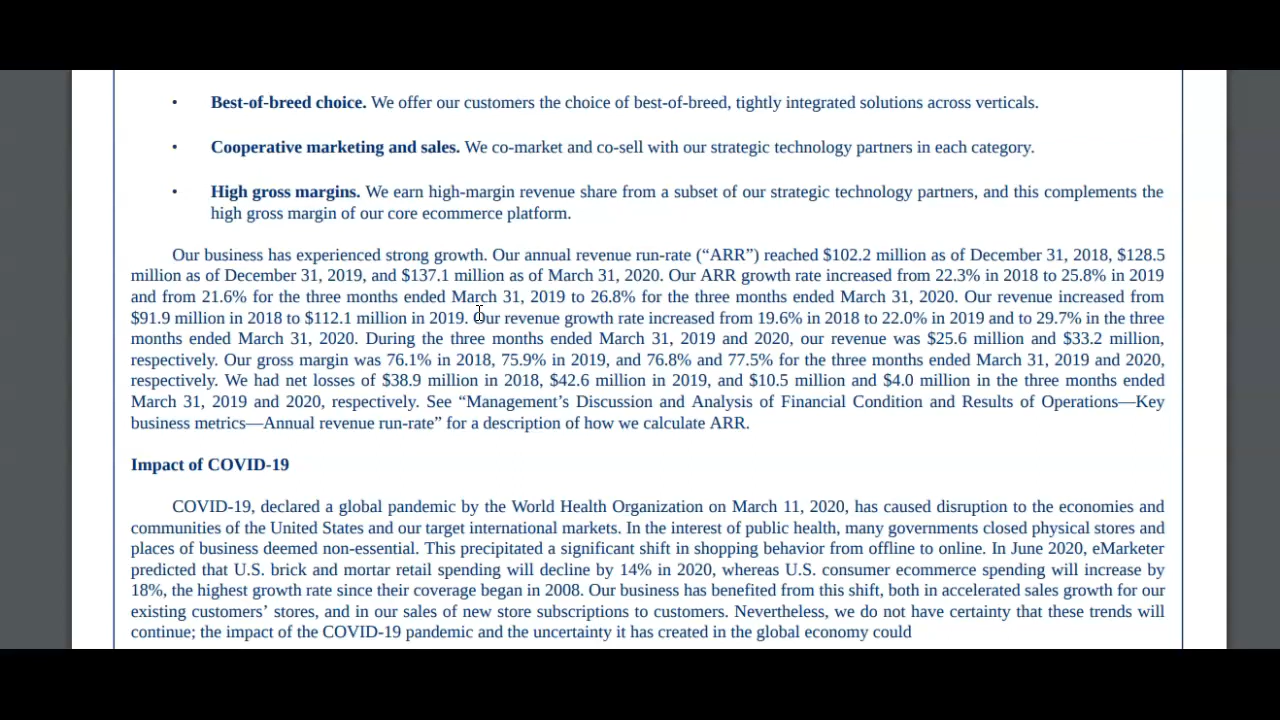 • Best-of-breed choice. We offer our customers the choice of best-of-breed, tightly integrated solutions across verticals.
• Cooperative marketing and sales. We co-market and co-sell with our strategic technology partners in each category.
• High gross margins. We earn high-margin revenue share from a subset of our strategic technology partners, and this complements the
high gross margin of our core ecommerce platform.
Our business has experienced strong growth. Our annual revenue run-rate (“ARR”) reached $102.2 million as of December 31, 2018, $128.5
million as of December 31, 2019, and $137.1 million as of March 31, 2020. Our ARR growth rate increased from 22.3% in 2018 to 25.8% in 2019
and from 21.6% for the three months ended March 31, 2019 to 26.8% for the three months ended March 31, 2020. Our revenue increased from
$91.9 million in 2018 to $112.1 million in 2019. Our revenue growth rate increased from 19.6% in 2018 to 22.0% in 2019 and to 29.7% in the three
months ended March 31, 2020. During the three months ended March 31, 2019 and 2020, our revenue was $25.6 million and $33.2 million,
respectively. Our gross margin was 76.1% in 2018, 75.9% in 2019, and 76.8% and 77.5% for the three months ended March 31, 2019 and 2020,
respectively. We had net losses of $38.9 million in 2018, $42.6 million in 2019, and $10.5 million and $4.0 million in the three months ended
March 31, 2019 and 2020, respectively. See “Management’s Discussion and Analysis of Financial Condition and Results of Operations—Key
business metrics—Annual revenue run-rate” for a description of how we calculate ARR.
Impact of COVID-19
COVID-19, declared a global pandemic by the World Health Organization on March 11, 2020, has caused disruption to the economies and
communities of the United States and our target international markets. In the interest of public health, many governments closed physical stores and
places of business deemed non-essential. This precipitated a significant shift in shopping behavior from offline to online. In June 2020, eMarketer
predicted that U.S. brick and mortar retail spending will decline by 14% in 2020, whereas U.S. consumer ecommerce spending will increase by
18%, the highest growth rate since their coverage began in 2008. Our business has benefited from this shift, both in accelerated sales growth for our
existing customers’ stores, and in our sales of new store subscriptions to customers. Nevertheless, we do not have certainty that these trends will
continue; the impact of the COVID-19 pandemic and the uncertainty it has created in the global economy could